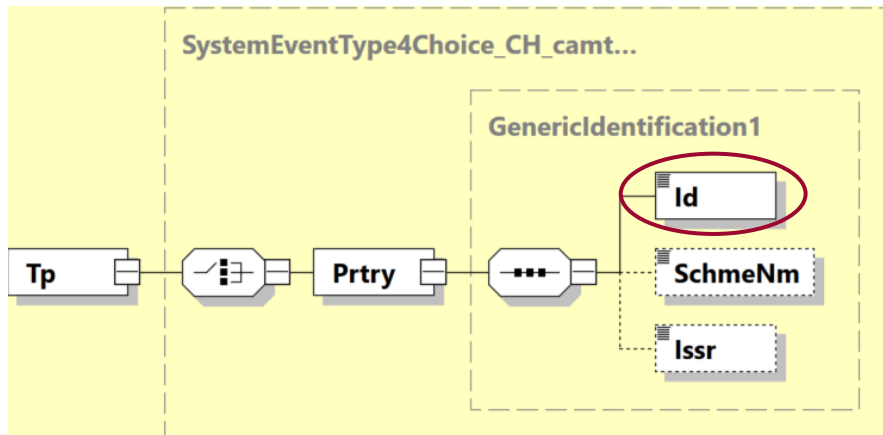 SystemEventType4Choice_CH_camt...
GenericIdentification1
Id
Tp
Prtry
SchmeNm
Issr